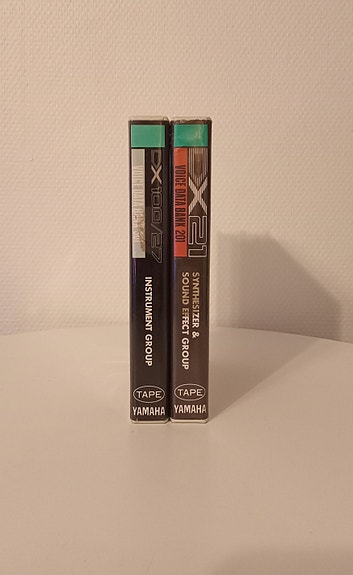 DX100/27
INSTRUMENT GROUP
TAPE
YAMAHA
DX21
VOICE DATA BANK 201
SYNTHESIZER &
SOUND EFFECT GROUP
TAPE
YAMAHA